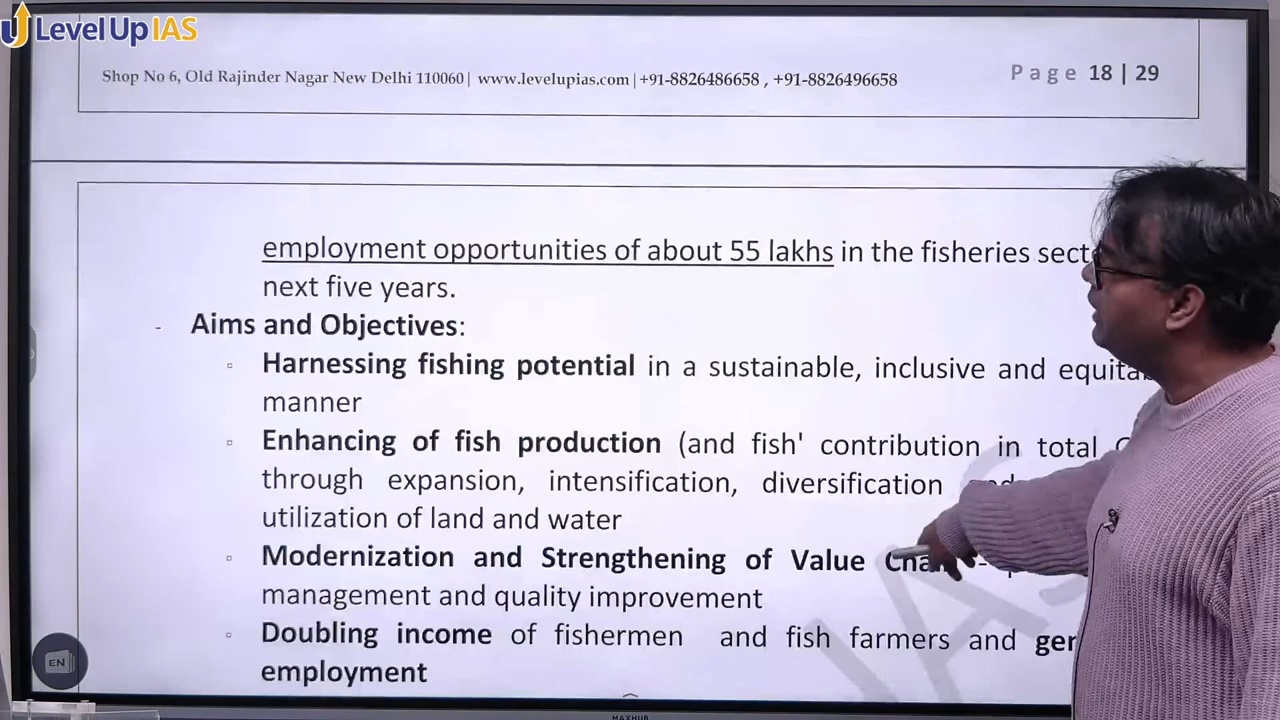 Level Up IAS
Shop No 6, Old Rajinder Nagar New Delhi 110060| www.levelupias.com |+91-8826486658 , +91-8826496658
Page 18 | 29
employment opportunities of about 55 lakhs in the fisheries
next five years.
- Aims and Objectives:
Harnessing fishing potential in a sustainable, inclusive and
manner
Enhancing of fish production (and fish' contribution in total
through expansion, intensification, diversification
utilization of land and water
Modernization and Strengthening of Value
management and quality improvement
Doubling income of fishermen and fish farmers and
employment
EN
IAS
MAXHUB